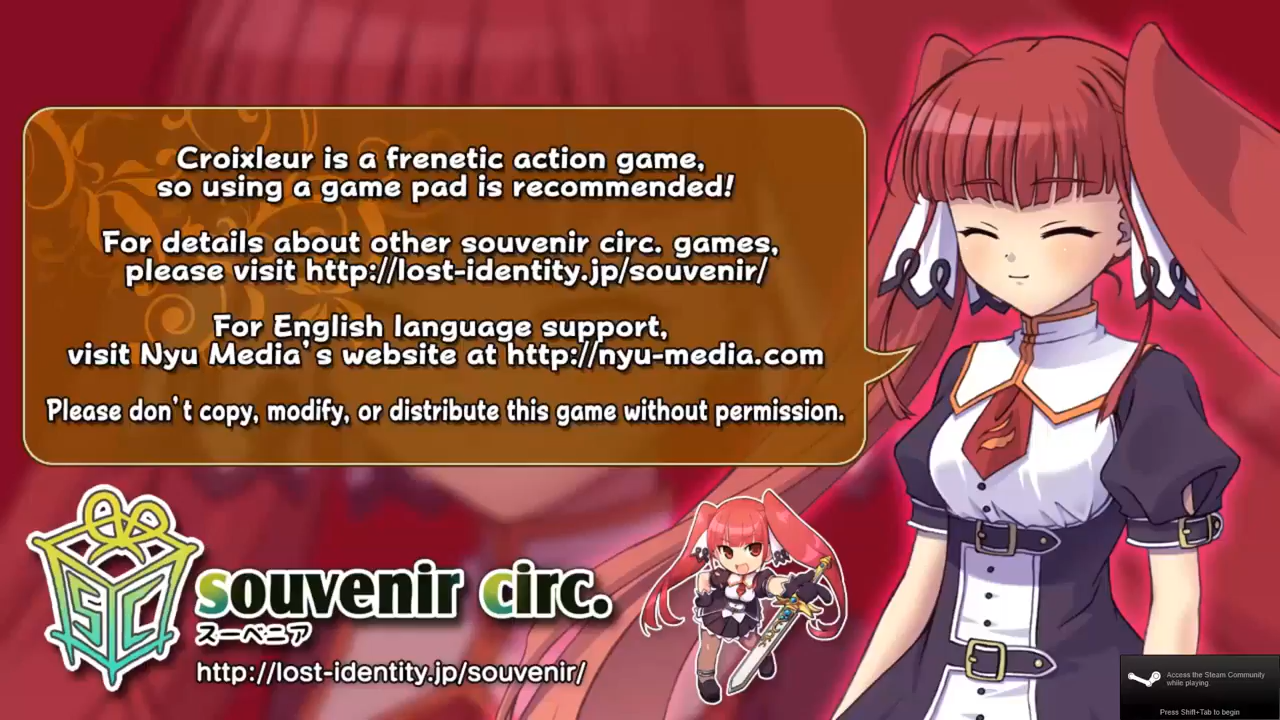 Croixleur is a frenetic action game,
so using a game pad is recommended!
For details about other souvenir circ. games,
please visit http://lost-identity.jp/souvenir/
For English language support,
visit Nyu Media's website at http://nyu-media.com
Please don't copy, modify, or distribute this game without permission.
SC
souvenir circ.
スーベニア
http://lost-identity.jp/souvenir/
Access the Steam Community
while playing
Press Shift+Tab to begin